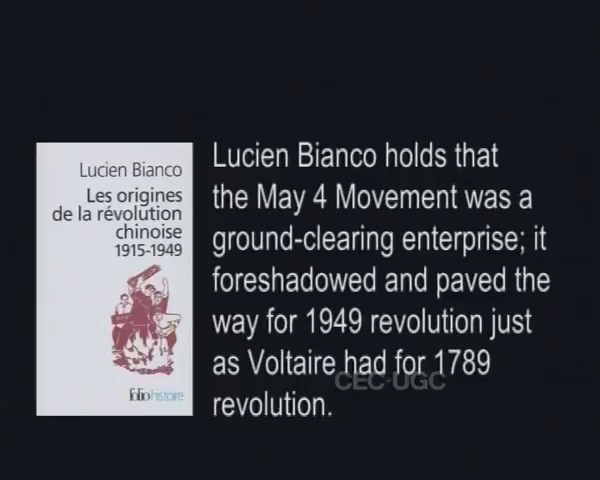 Lucien Bianco
Les origines
de la révolution
chinoise
1915-1949
foliohistoire
Lucien Bianco holds that
the May 4 Movement was a
ground-clearing enterprise; it
foreshadowed and paved the
way for 1949 revolution just
as Voltaire had for 1789
revolution.
CEC-UGC